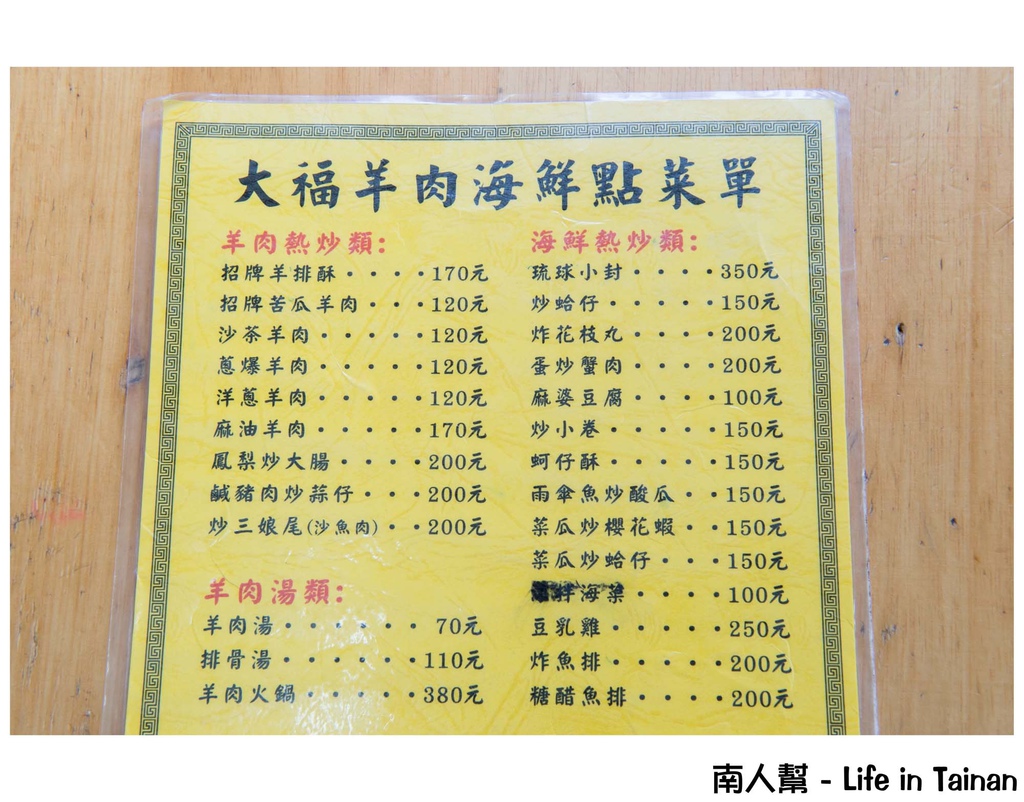 大福羊肉海鮮點菜單
羊肉熱炒類：
招牌羊排酥・・・・170元
招牌苦瓜羊肉・・・120元
沙茶羊肉・・・・・120元
蔥爆羊肉・・・・・120元
洋蔥羊肉・・・・・120元
麻油羊肉・・・・・170元
鳳梨炒大腸・・・・200元
鹹豬肉炒蒜仔・・・200元
炒三娘尾(沙魚肉)・・200元
羊肉湯類：
羊肉湯・・・・・・70元
排骨湯・・・・・・110元
羊肉火鍋・・・・・380元
海鮮熱炒類：
琉球小封・・・・350元
炒蛤仔・・・・・150元
炸花枝丸・・・・200元
蛋炒蟹肉・・・・200元
麻婆豆腐・・・・100元
炒小卷・・・・・150元
蚵仔酥・・・・・150元
雨傘魚炒酸瓜・・150元
菜瓜炒櫻花蝦・・150元
菜瓜炒蛤仔・・・150元
拌海菜・・・・100元
豆乳雞・・・・・250元
炸魚排・・・・・200元
糖醋魚排・・・・200元
南人幫 - Life in Tainan